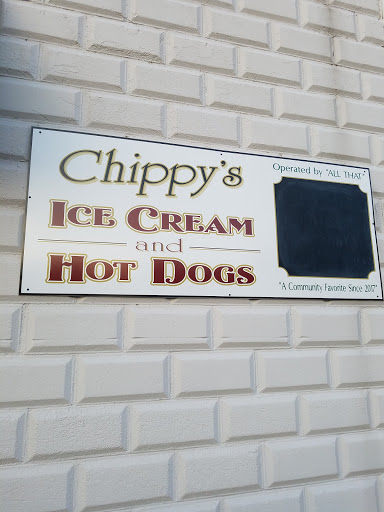 Chippy's
ICE CREAM
and
HOT DOGS
Operated by "ALL THAT"
"A Community Favorite Since 2017"